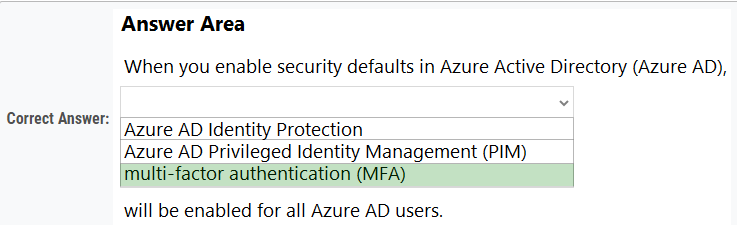 Answer Area
When you enable security defaults in Azure Active Directory (Azure AD),
Correct Answer:
Azure AD Identity Protection
Azure AD Privileged Identity Management (PIM)
multi-factor authentication (MFA)
will be enabled for all Azure AD users.